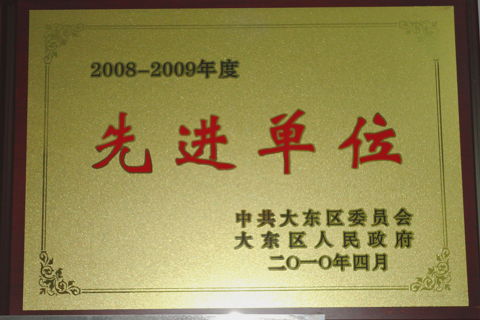 2008-2009年度
先进单位
中共大东区委员会
大东区人民政府
二〇一〇年四月